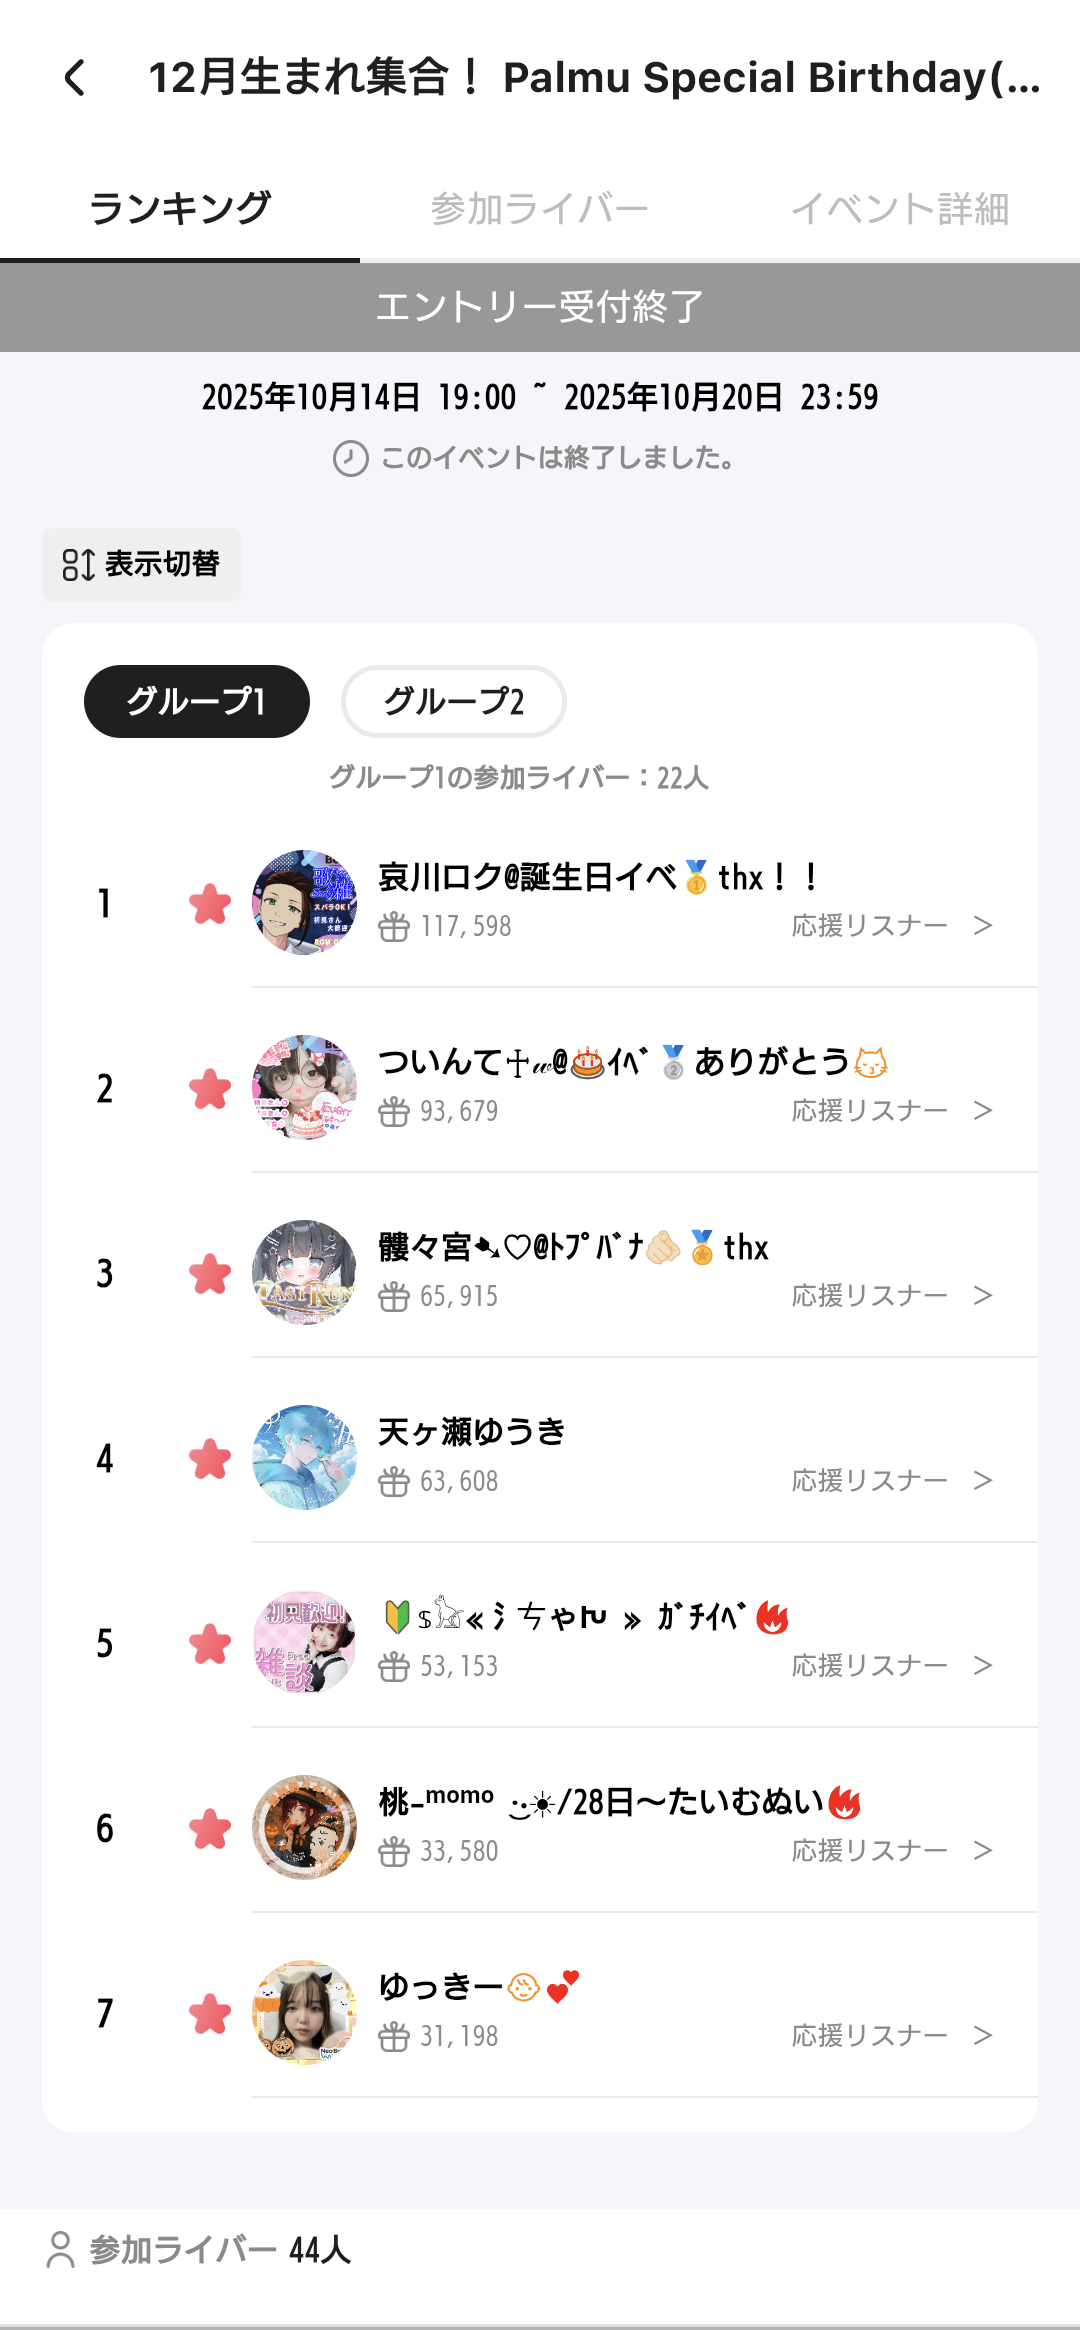 12月生まれ集合！ Palmu Special Birthday(...
ランキング 参加ライバー イベント詳細
エントリー受付終了
2025年10月14日 19:00 ~ 2025年10月20日 23:59
このイベントは終了しました。
表示切替
グループ1 グループ2
グループ1の参加ライバー：22人
1 哀川ロク@誕生日イベ🥇thx！！
117,598 応援リスナー >
2 ついんて☩𝓌@🎂ｲﾍﾞ🥈ありがとう😽
93,679 応援リスナー >
3 髏々宮➷♡@ﾄﾌﾟﾊﾞﾅ🫵🏻🏅thx
65,915 応援リスナー >
4 天ヶ瀬ゆうき
63,608 応援リスナー >
5 🔰𓃠« ⺡ㄘゃƕ » ｶﾞﾁｲﾍﾞ🔥
53,153 応援リスナー >
6 桃-ᵐᵒᵐᵒ ☀/28日〜たいむぬい🔥
33,580 応援リスナー >
7 ゆっきー👶💕
31,198 応援リスナー >
参加ライバー 44人